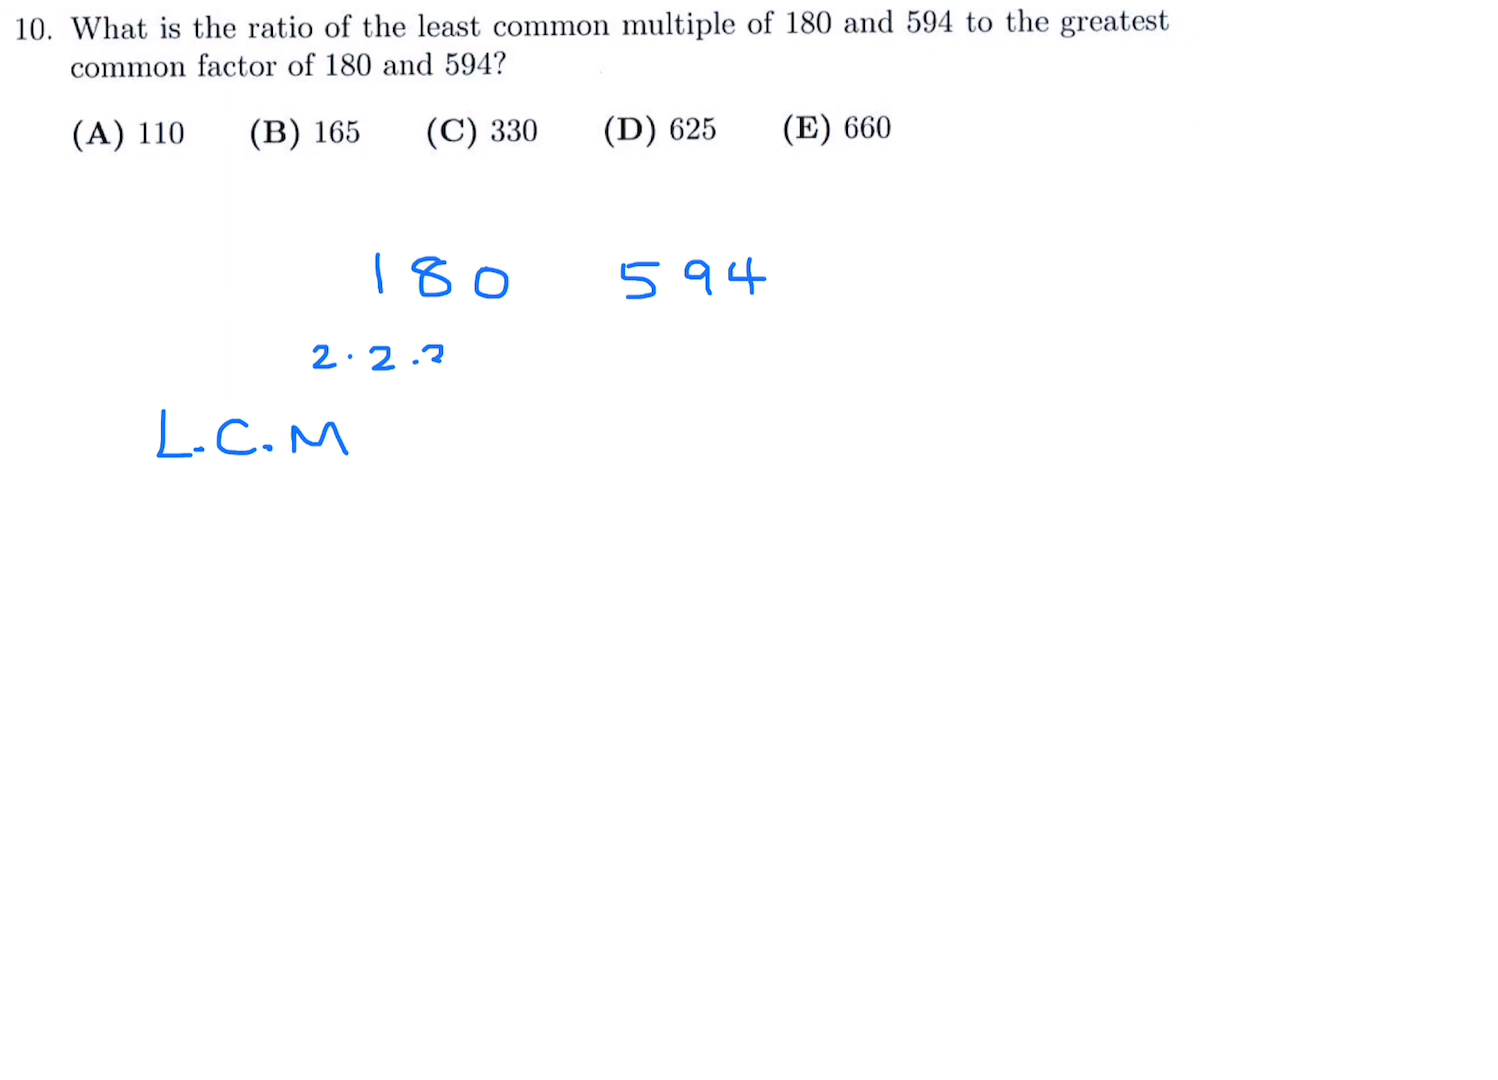 10. What is the ratio of the least common multiple of 180 and 594 to the greatest
common factor of 180 and 594?
(A) 110 (B) 165 (C) 330 (D) 625 (E) 660
180 594
2·2·
L.C.M